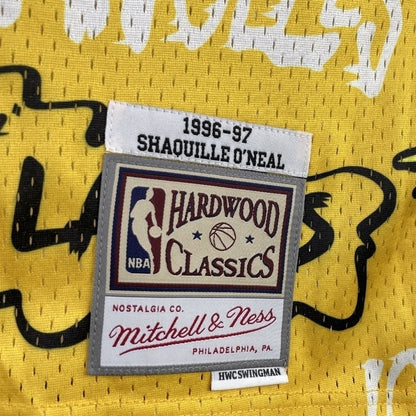 1996-97
SHAQUILLE O'NEAL
NBA
HARDWOOD
CLASSICS
NOSTALGIA CO.
Mitchell & Ness
PHILADELPHIA, PA.
HWC SWINGMAN